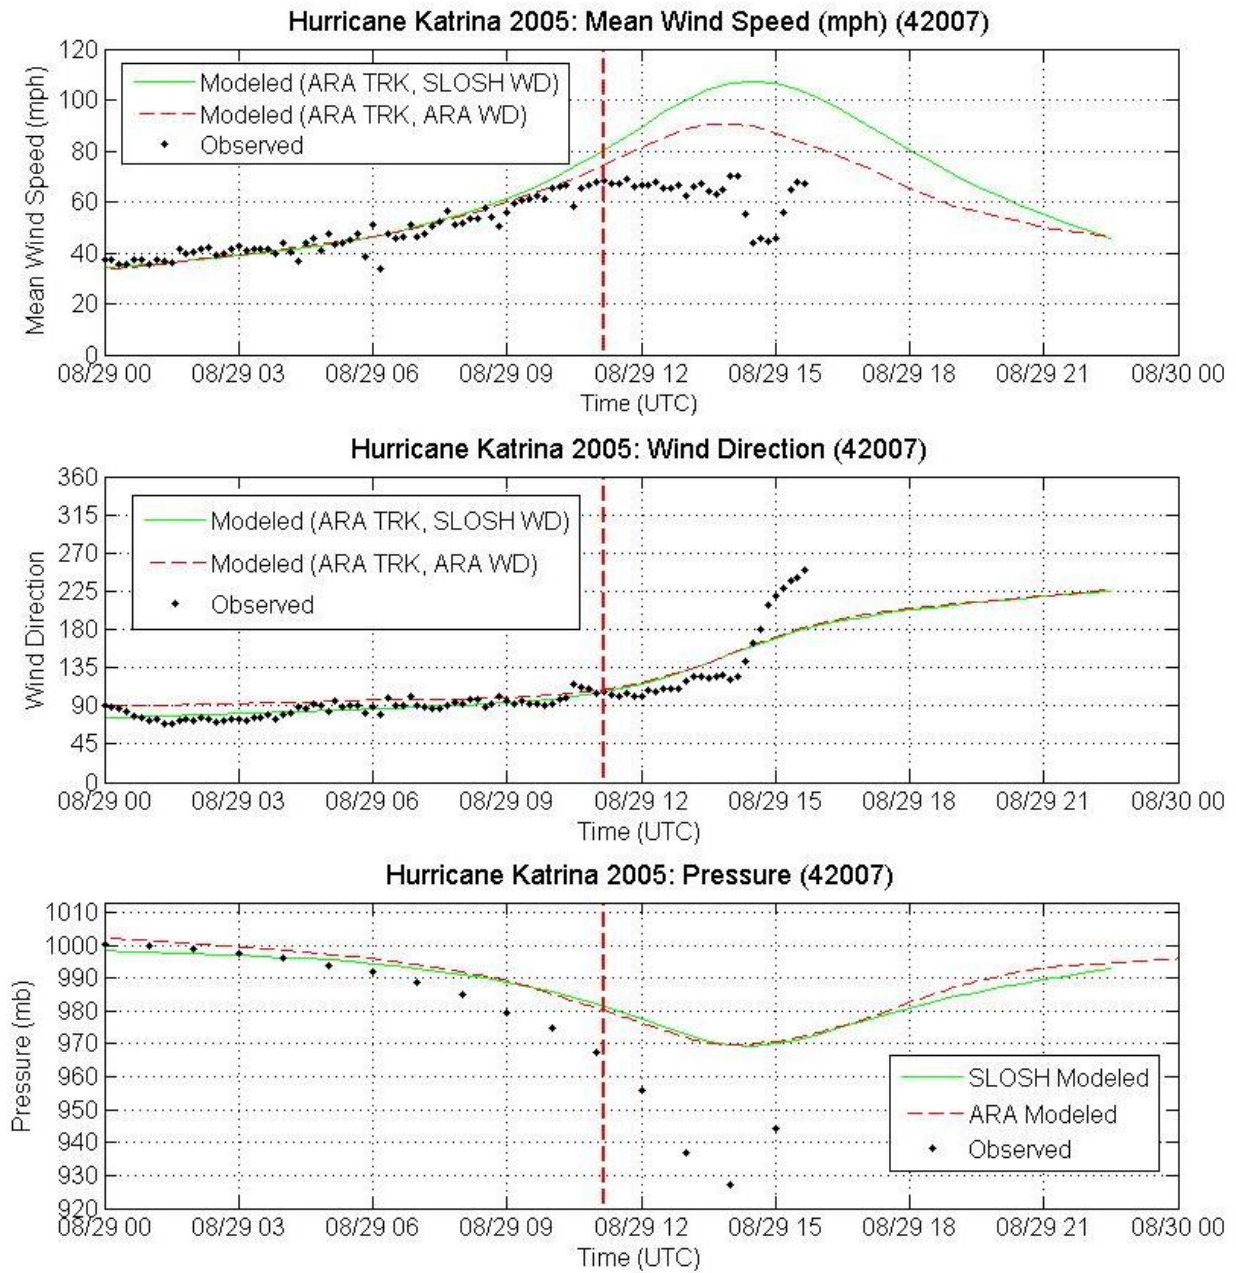 Hurricane Katrina 2005: Mean Wind Speed (mph) (42007)
Mean Wind Speed (mph)
120
100
80
60
40
20
0
Modeled (ARA TRK, SLOSH WD)
Modeled (ARA TRK, ARA WD)
Observed
08/29 00 08/29 03 08/29 06 08/29 09 08/29 12 08/29 15 08/29 18 08/29 21 08/30 00
Time (UTC)
Hurricane Katrina 2005: Wind Direction (42007)
Wind Direction
360
315
270
225
180
135
90
45
0
Modeled (ARA TRK, SLOSH WD)
Modeled (ARA TRK, ARA WD)
Observed
08/29 00 08/29 03 08/29 06 08/29 09 08/29 12 08/29 15 08/29 18 08/29 21 08/30 00
Time (UTC)
Hurricane Katrina 2005: Pressure (42007)
Pressure (mb)
1010
1000
990
980
970
960
950
940
930
920
SLOSH Modeled
ARA Modeled
Observed
08/29 00 08/29 03 08/29 06 08/29 09 08/29 12 08/29 15 08/29 18 08/29 21 08/30 00
Time (UTC)